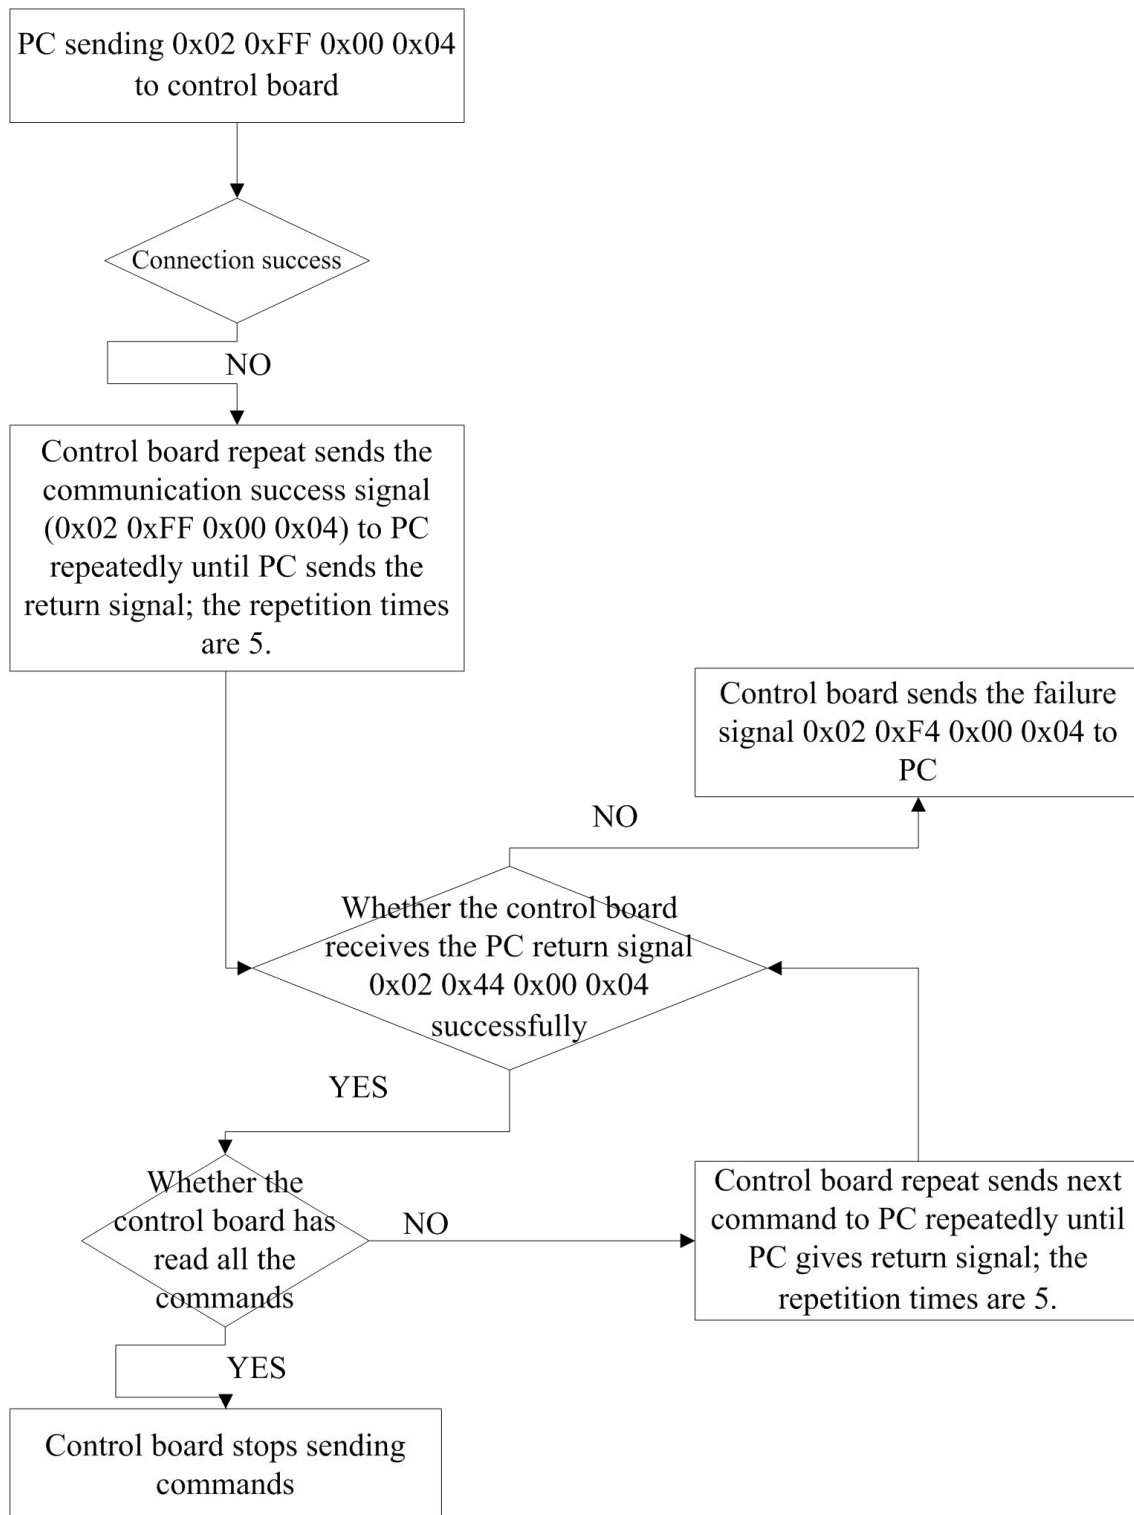 PC sending 0x02 0xFF 0x00 0x04
to control board
Connection success
NO
Control board repeat sends the
communication success signal
(0x02 0xFF 0x00 0x04) to PC
repeatedly until PC sends the
return signal; the repetition times
are 5.
Control board sends the failure
signal 0x02 0xF4 0x00 0x04 to
PC
NO
Whether the control board
receives the PC return signal
0x02 0x44 0x00 0x04
successfully
YES
Whether the
control board has
read all the
commands
NO
Control board repeat sends next
command to PC repeatedly until
PC gives return signal; the
repetition times are 5.
YES
Control board stops sending
commands